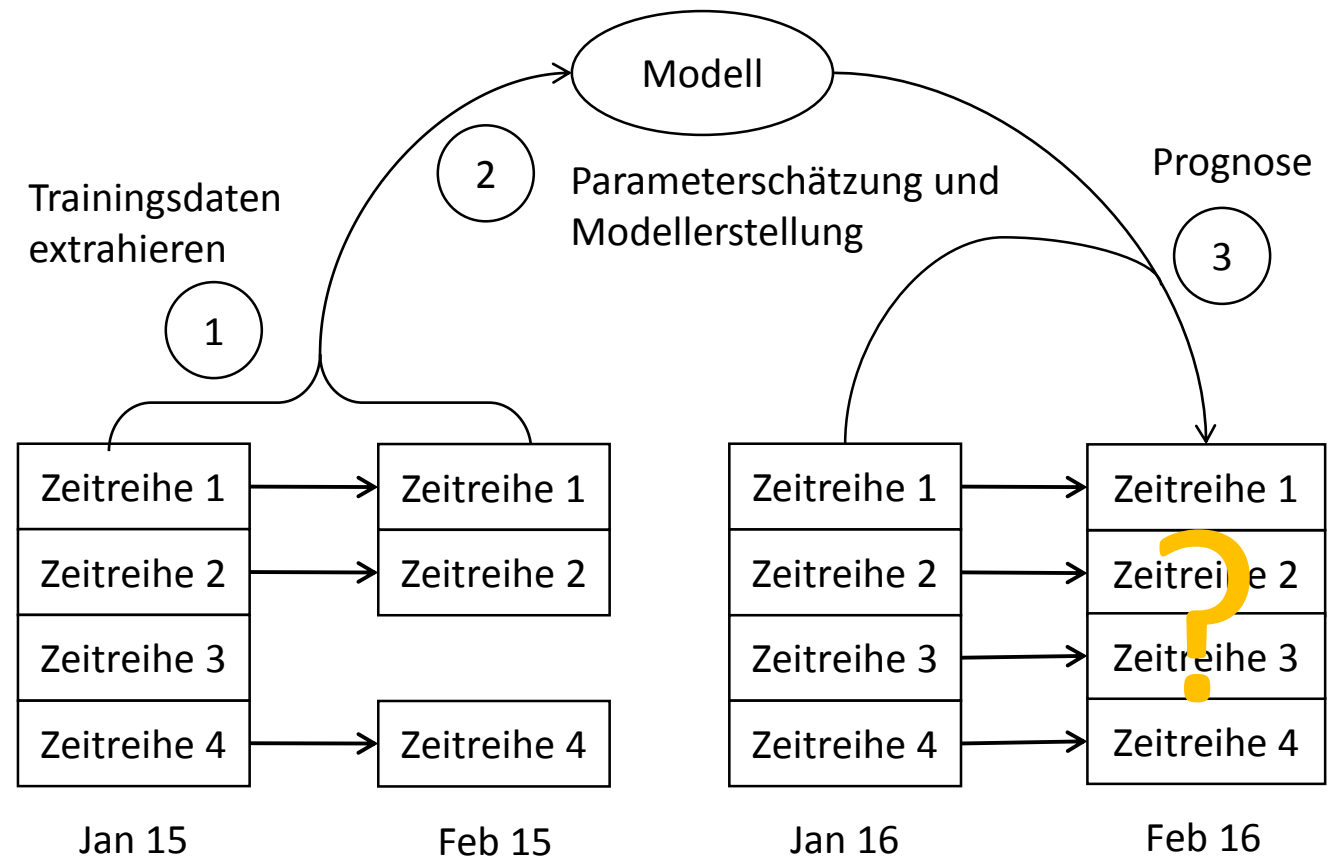 Modell
2
Parameterschätzung und
Modellerstellung
Prognose
3
Trainingsdaten
extrahieren
1
Zeitreihe 1
Zeitreihe 2
Zeitreihe 3
Zeitreihe 4
Jan 15
Zeitreihe 1
Zeitreihe 2
Zeitreihe 4
Feb 15
Zeitreihe 1
Zeitreihe 2
Zeitreihe 3
Zeitreihe 4
Jan 16
Zeitreihe 1
Zeitreihe 2
Zeitreihe 3
Zeitreihe 4
?
Feb 16